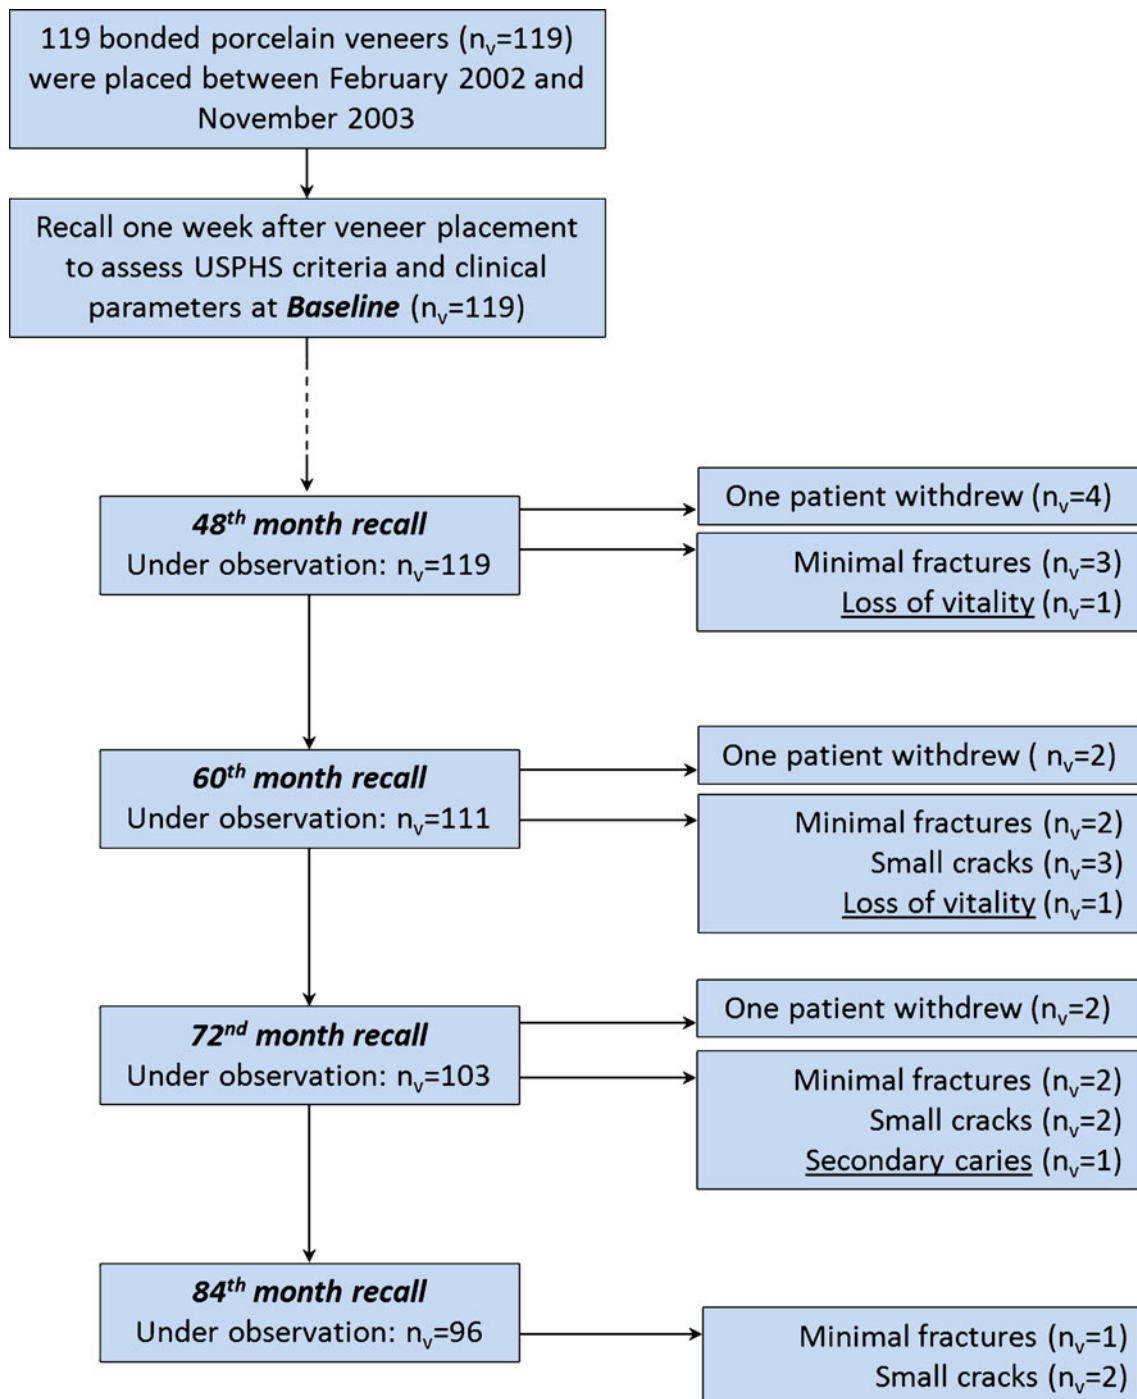 119 bonded porcelain veneers (nᵥ=119)
were placed between February 2002 and
November 2003
Recall one week after veneer placement
to assess USPHS criteria and clinical
parameters at Baseline (nᵥ=119)
48ᵗʰ month recall
Under observation: nᵥ=119
One patient withdrew (nᵥ=4)
Minimal fractures (nᵥ=3)
Loss of vitality (nᵥ=1)
60ᵗʰ month recall
Under observation: nᵥ=111
One patient withdrew ( nᵥ=2)
Minimal fractures (nᵥ=2)
Small cracks (nᵥ=3)
Loss of vitality (nᵥ=1)
72ⁿᵈ month recall
Under observation: nᵥ=103
One patient withdrew (nᵥ=2)
Minimal fractures (nᵥ=2)
Small cracks (nᵥ=2)
Secondary caries (nᵥ=1)
84ᵗʰ month recall
Under observation: nᵥ=96
Minimal fractures (nᵥ=1)
Small cracks (nᵥ=2)